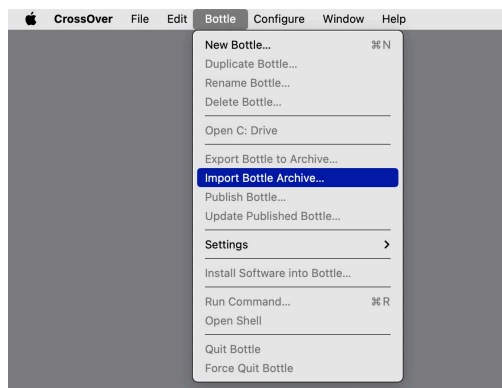 CrossOver File Edit Bottle Configure Window Help
New Bottle... ⌘N
Duplicate Bottle...
Rename Bottle...
Delete Bottle...
Open C: Drive
Export Bottle to Archive...
Import Bottle Archive...
Publish Bottle...
Update Published Bottle...
Settings
Install Software into Bottle...
Run Command... ⌘R
Open Shell
Quit Bottle
Force Quit Bottle